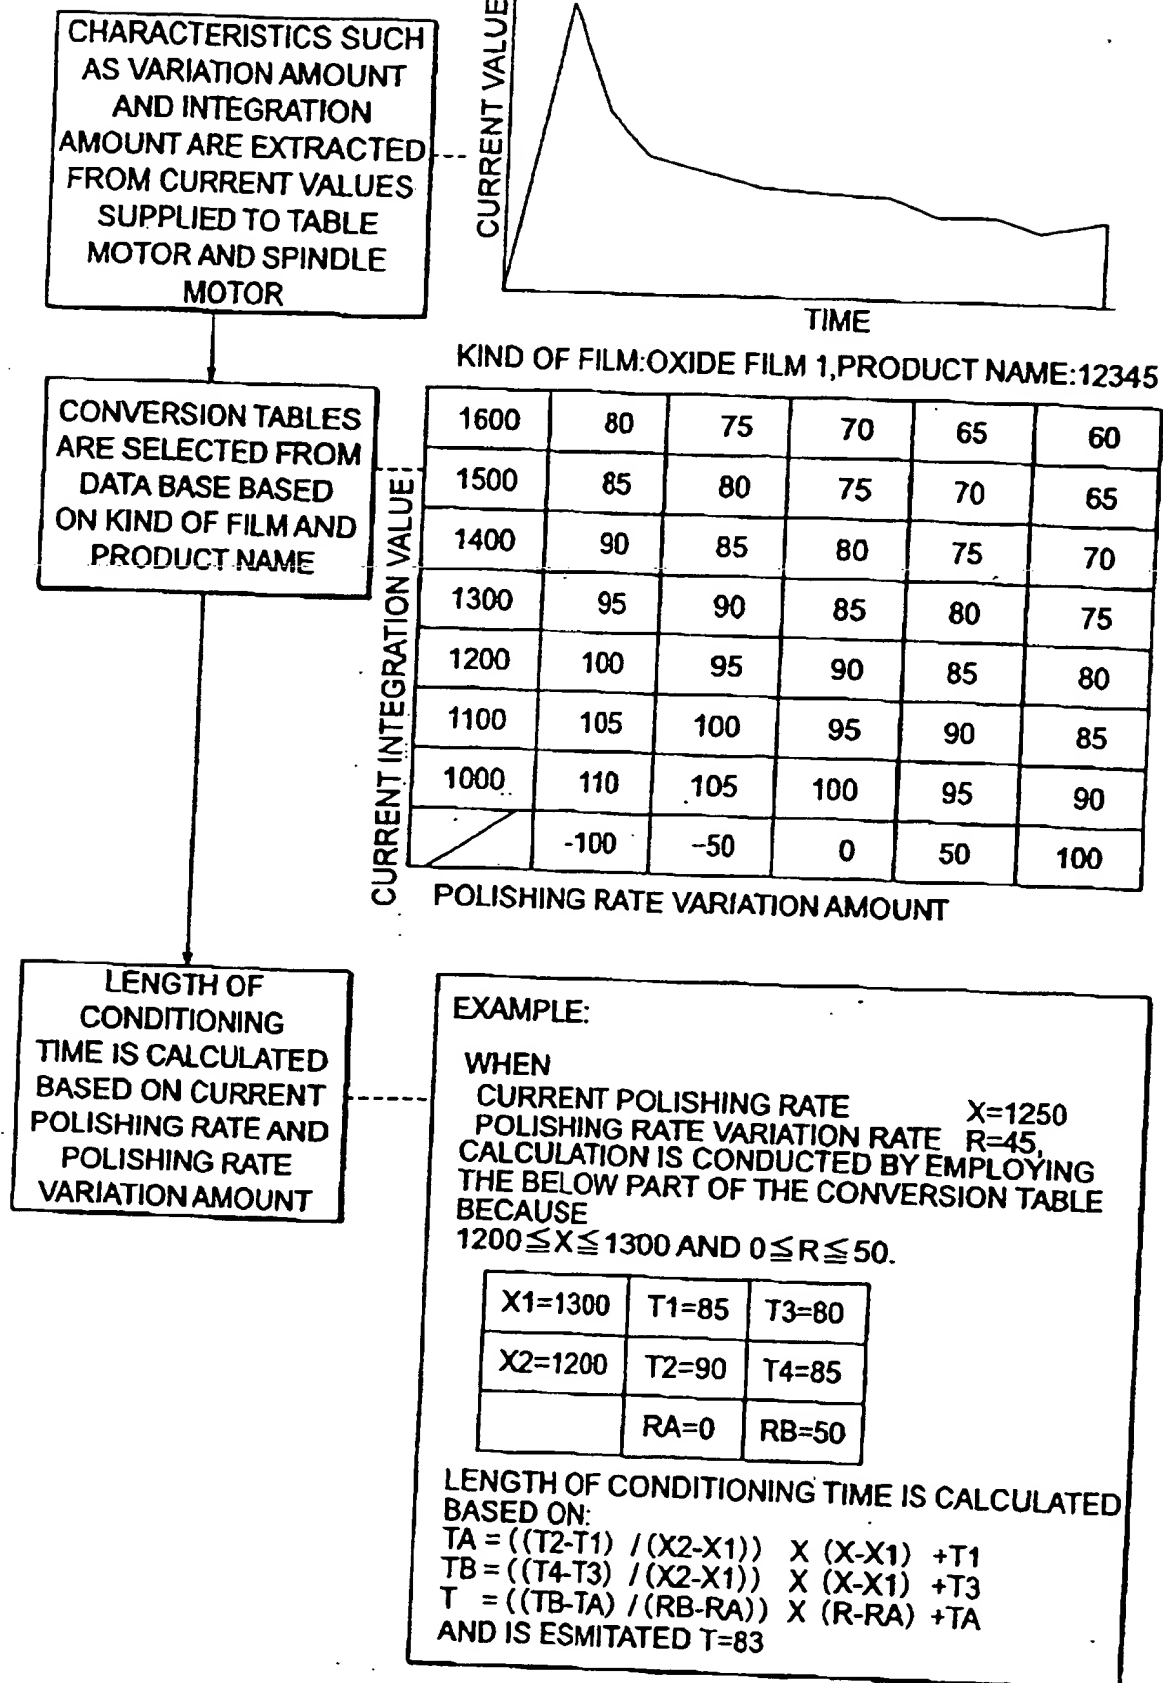 CHARACTERISTICS SUCH
AS VARIATION AMOUNT
AND INTEGRATION
AMOUNT ARE EXTRACTED
FROM CURRENT VALUES
SUPPLIED TO TABLE
MOTOR AND SPINDLE
MOTOR
CURRENT VALUE
TIME
KIND OF FILM:OXIDE FILM 1,PRODUCT NAME:12345
CONVERSION TABLES
ARE SELECTED FROM
DATA BASE BASED
ON KIND OF FILM AND
PRODUCT NAME
CURRENT INTEGRATION VALUE
1600 80 75 70 65 60
1500 85 80 75 70 65
1400 90 85 80 75 70
1300 95 90 85 80 75
1200 100 95 90 85 80
1100 105 100 95 90 85
1000 110 105 100 95 90
-100 -50 0 50 100
POLISHING RATE VARIATION AMOUNT
LENGTH OF
CONDITIONING
TIME IS CALCULATED
BASED ON CURRENT
POLISHING RATE AND
POLISHING RATE
VARIATION AMOUNT
EXAMPLE:
WHEN
CURRENT POLISHING RATE X=1250
POLISHING RATE VARIATION RATE R=45,
CALCULATION IS CONDUCTED BY EMPLOYING
THE BELOW PART OF THE CONVERSION TABLE
BECAUSE
1200≦X≦1300 AND 0≦R≦50.
X1=1300 T1=85 T3=80
X2=1200 T2=90 T4=85
RA=0 RB=50
LENGTH OF CONDITIONING TIME IS CALCULATED
BASED ON:
TA = ((T2-T1) / (X2-X1)) X (X-X1) +T1
TB = ((T4-T3) / (X2-X1)) X (X-X1) +T3
T = ((TB-TA) / (RB-RA)) X (R-RA) +TA
AND IS ESMITATED T=83